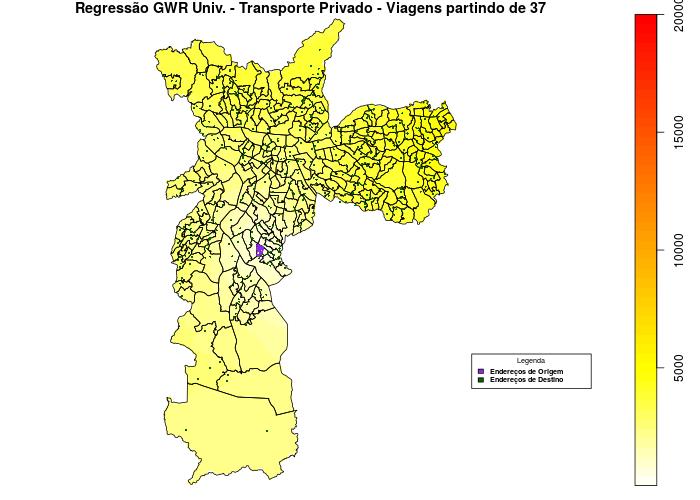 Regressão GWR Univ. - Transporte Privado - Viagens partindo de 37
20000
15000
10000
5000
Legenda
Endereços de Origem
Endereços de Destino